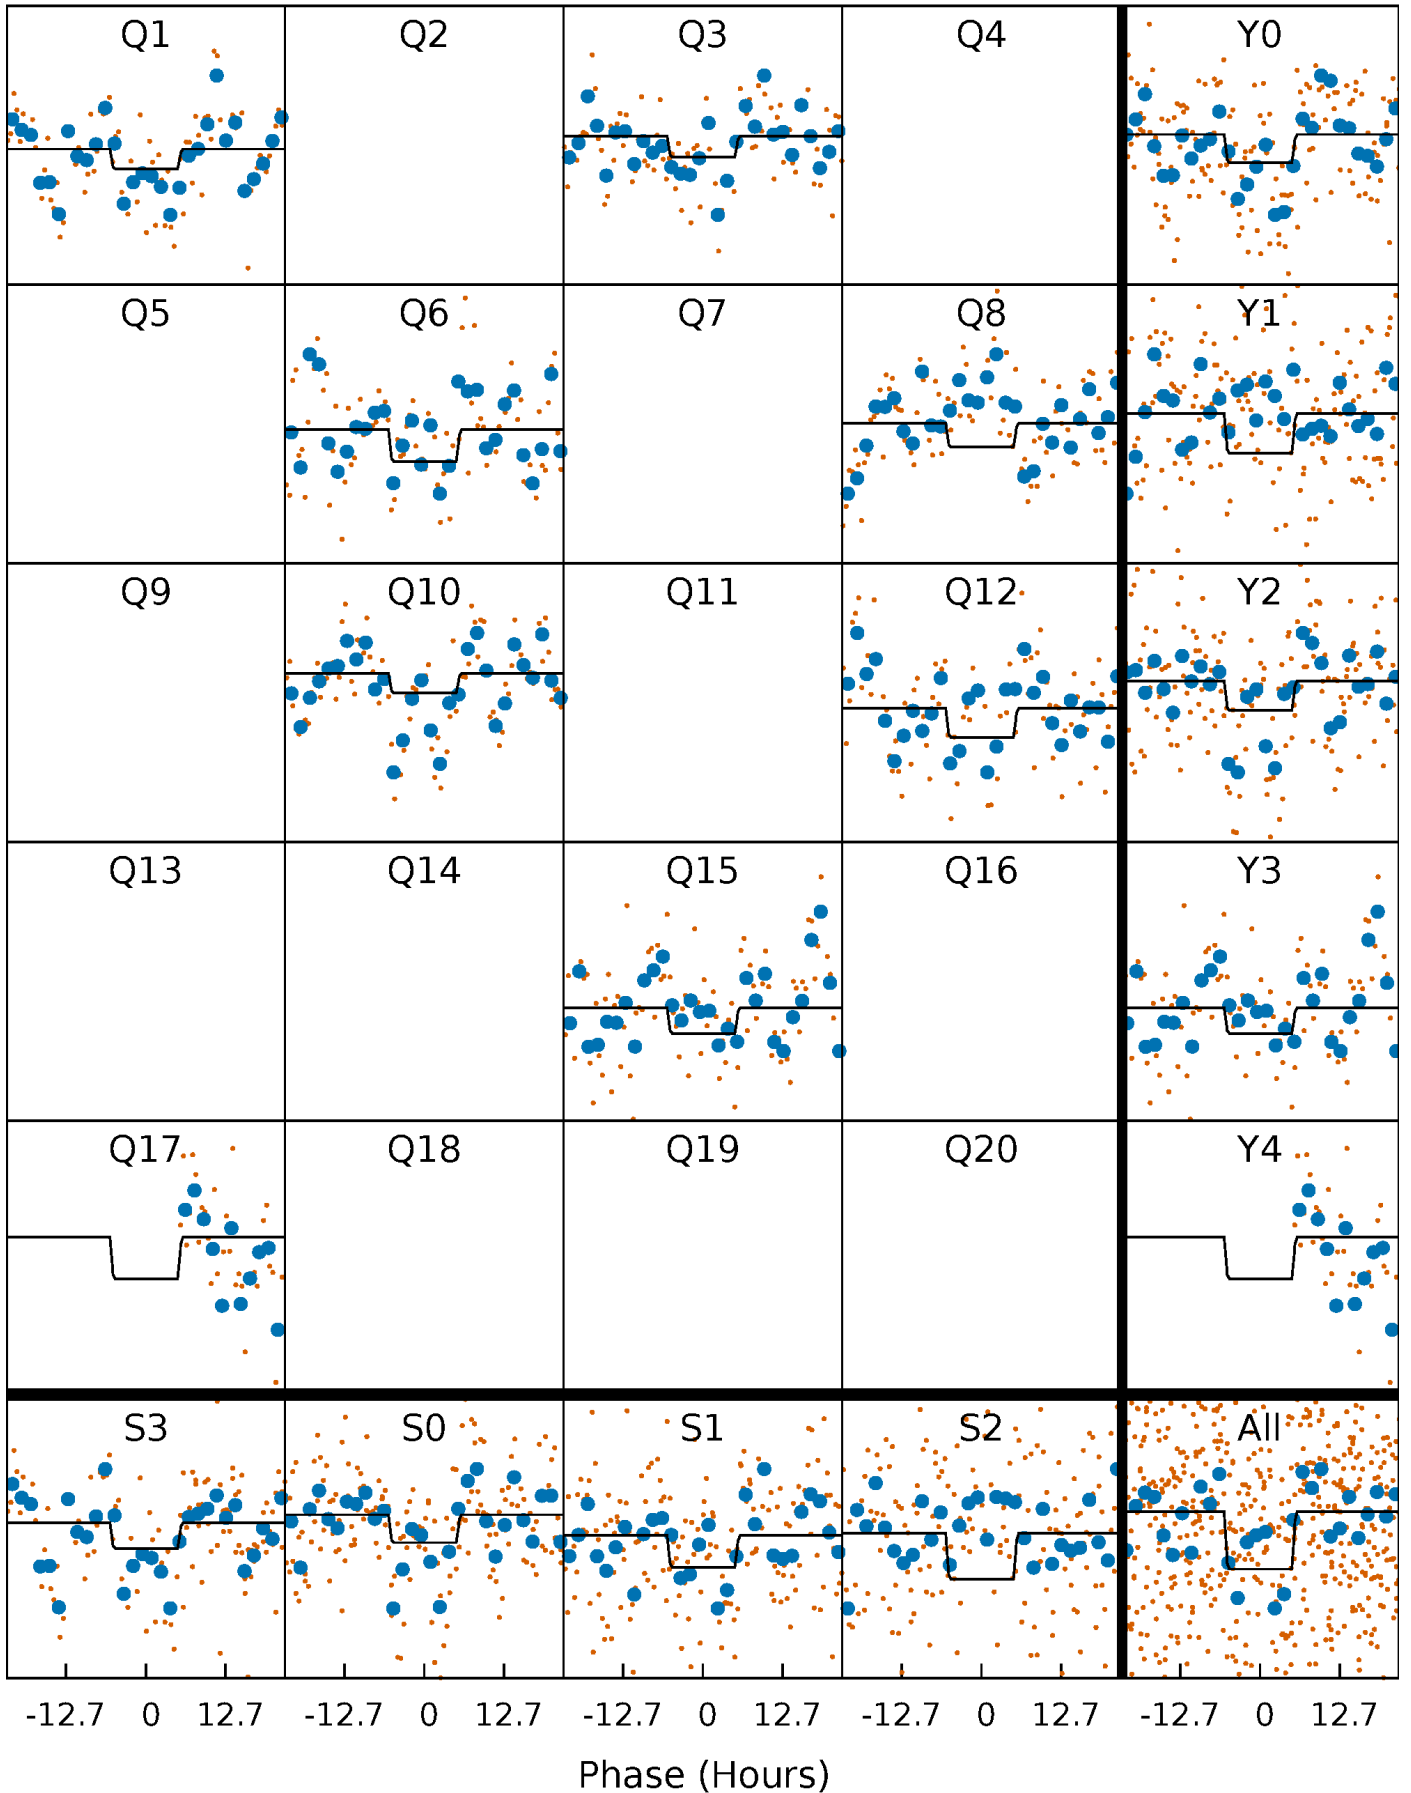 Q1 Q2 Q3 Q4 Y0
Q5 Q6 Q7 Q8 Y1
Q9 Q10 Q11 Q12 Y2
Q13 Q14 Q15 Q16 Y3
Q17 Q18 Q19 Q20 Y4
S3 S0 S1 S2 All
-12.7 0 12.7 -12.7 0 12.7 -12.7 0 12.7 -12.7 0 12.7 -12.7 0 12.7
Phase (Hours)